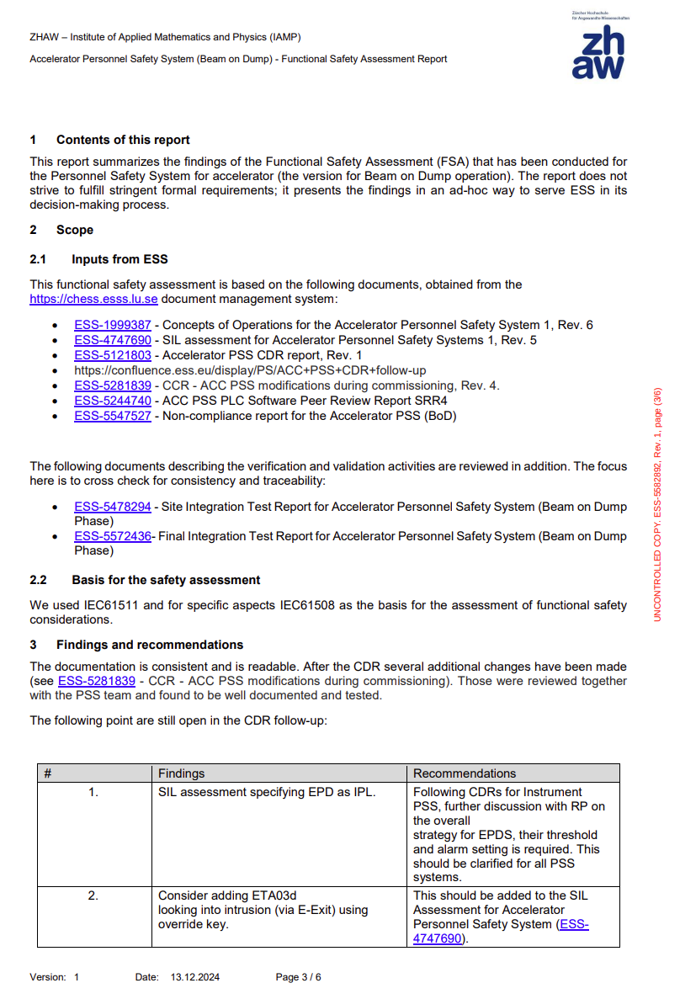 Zürcher Hochschule
für Angewandte Wissenschaften
zh
aw
ZHAW – Institute of Applied Mathematics and Physics (IAMP)
Accelerator Personnel Safety System (Beam on Dump) - Functional Safety Assessment Report
1 Contents of this report
This report summarizes the findings of the Functional Safety Assessment (FSA) that has been conducted for
the Personnel Safety System for accelerator (the version for Beam on Dump operation). The report does not
strive to fulfill stringent formal requirements; it presents the findings in an ad-hoc way to serve ESS in its
decision-making process.
2 Scope
2.1 Inputs from ESS
This functional safety assessment is based on the following documents, obtained from the
https://chess.esss.lu.se document management system:
• ESS-1999387 - Concepts of Operations for the Accelerator Personnel Safety System 1, Rev. 6
• ESS-4747690 - SIL assessment for Accelerator Personnel Safety Systems 1, Rev. 5
• ESS-5121803 - Accelerator PSS CDR report, Rev. 1
• https://confluence.ess.eu/display/PS/ACC+PSS+CDR+follow-up
• ESS-5281839 - CCR - ACC PSS modifications during commissioning, Rev. 4.
• ESS-5244740 - ACC PSS PLC Software Peer Review Report SRR4
• ESS-5547527 - Non-compliance report for the Accelerator PSS (BoD)
The following documents describing the verification and validation activities are reviewed in addition. The focus
here is to cross check for consistency and traceability:
• ESS-5478294 - Site Integration Test Report for Accelerator Personnel Safety System (Beam on Dump
Phase)
• ESS-5572436- Final Integration Test Report for Accelerator Personnel Safety System (Beam on Dump
Phase)
2.2 Basis for the safety assessment
We used IEC61511 and for specific aspects IEC61508 as the basis for the assessment of functional safety
considerations.
3 Findings and recommendations
The documentation is consistent and is readable. After the CDR several additional changes have been made
(see ESS-5281839 - CCR - ACC PSS modifications during commissioning). Those were reviewed together
with the PSS team and found to be well documented and tested.
The following point are still open in the CDR follow-up:
# Findings Recommendations
1. SIL assessment specifying EPD as IPL. Following CDRs for Instrument
PSS, further discussion with RP on
the overall
strategy for EPDS, their threshold
and alarm setting is required. This
should be clarified for all PSS
systems.
2. Consider adding ETA03d This should be added to the SIL
looking into intrusion (via E-Exit) using Assessment for Accelerator
override key. Personnel Safety System (ESS-
4747690).
Version: 1 Date: 13.12.2024 Page 3 / 6
UNCONTROLLED COPY. ESS-5582892, Rev. 1, page (3/6)